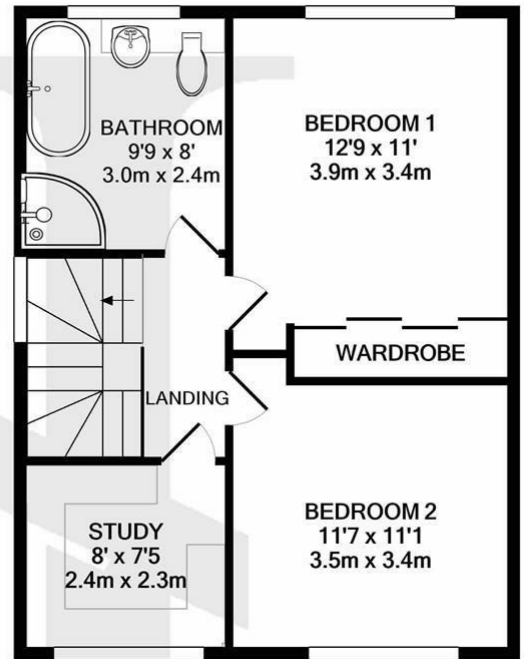 BATHROOM
9'9 x 8'
3.0m x 2.4m
BEDROOM 1
12'9 x 11'
3.9m x 3.4m
WARDROBE
LANDING
STUDY
8' x 7'5
2.4m x 2.3m
BEDROOM 2
11'7 x 11'1
3.5m x 3.4m